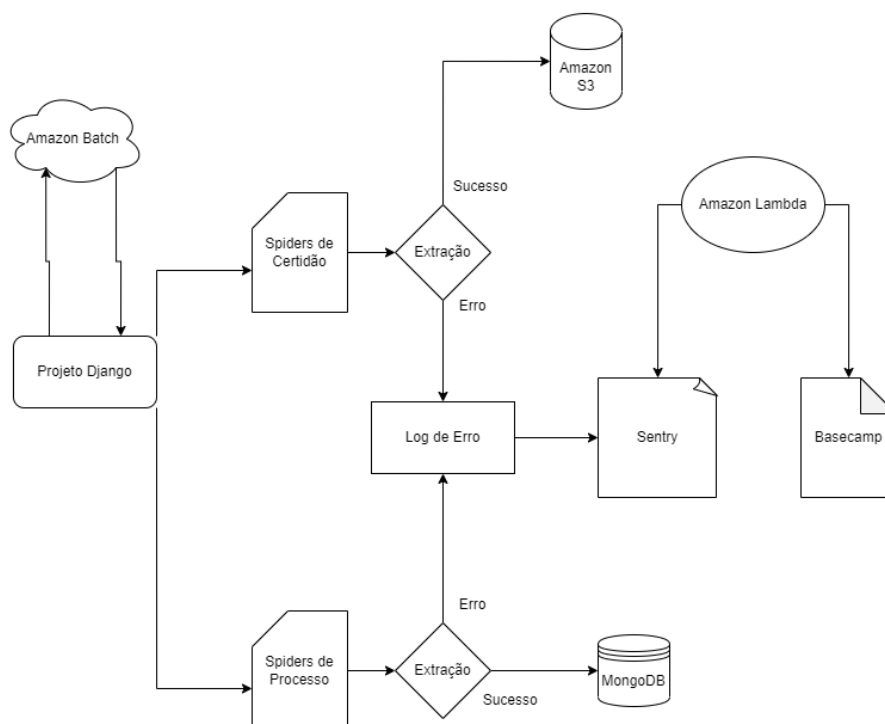 Amazon
S3
Amazon Batch
Sucesso
Amazon Lambda
Spiders de
Certidão
Extração
Erro
Projeto Django
Log de Erro
Sentry
Basecamp
Erro
Spiders de
Processo
Extração
MongoDB
Sucesso